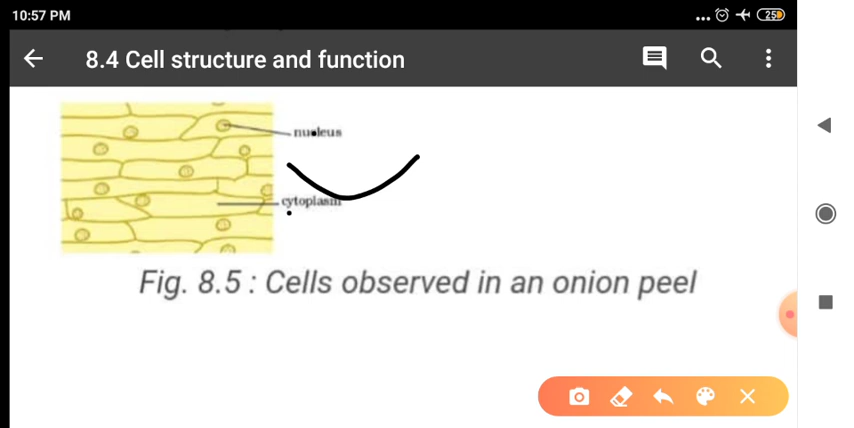 10:57 PM
25
8.4 Cell structure and function
nucleus
cytoplasm
Fig. 8.5 : Cells observed in an onion peel